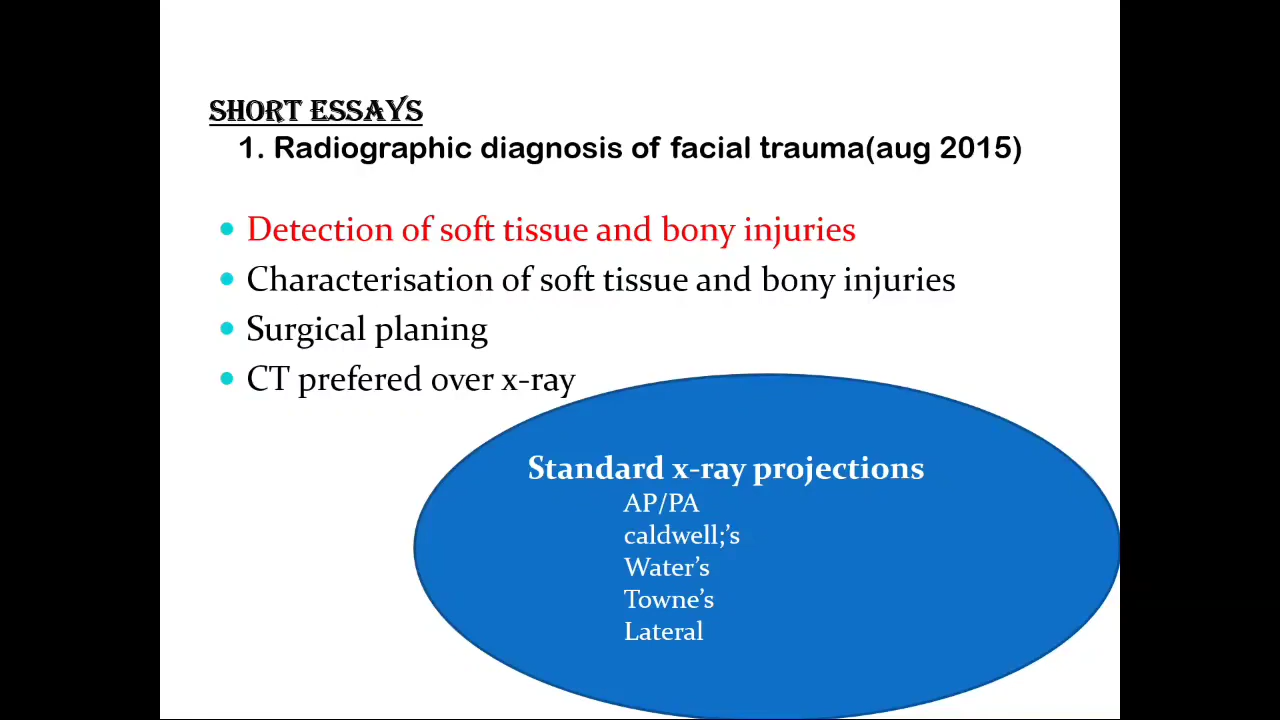 SHORT ESSAYS
1. Radiographic diagnosis of facial trauma(aug 2015)
• Detection of soft tissue and bony injuries
• Characterisation of soft tissue and bony injuries
• Surgical planing
• CT prefered over x-ray
Standard x-ray projections
AP/PA
caldwell;’s
Water’s
Towne’s
Lateral